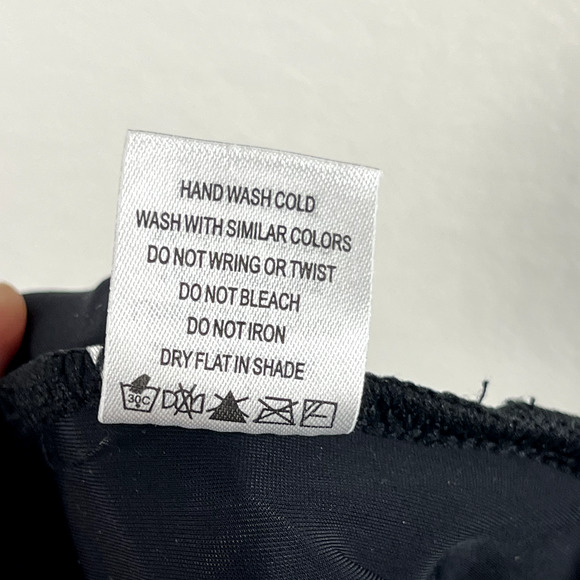 HAND WASH COLD
WASH WITH SIMILAR COLORS
DO NOT WRING OR TWIST
DO NOT BLEACH
DO NOT IRON
DRY FLAT IN SHADE
30C